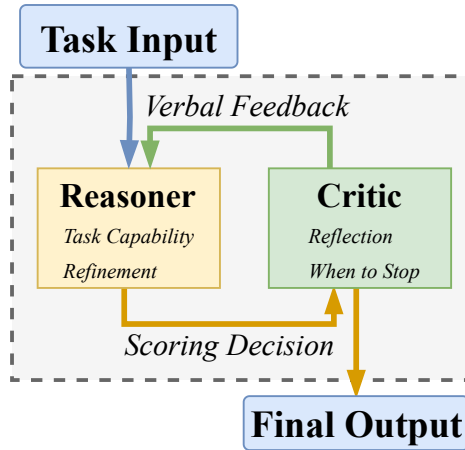 Task Input
Verbal Feedback
Reasoner
Task Capability
Refinement
Critic
Reflection
When to Stop
Scoring Decision
Final Output